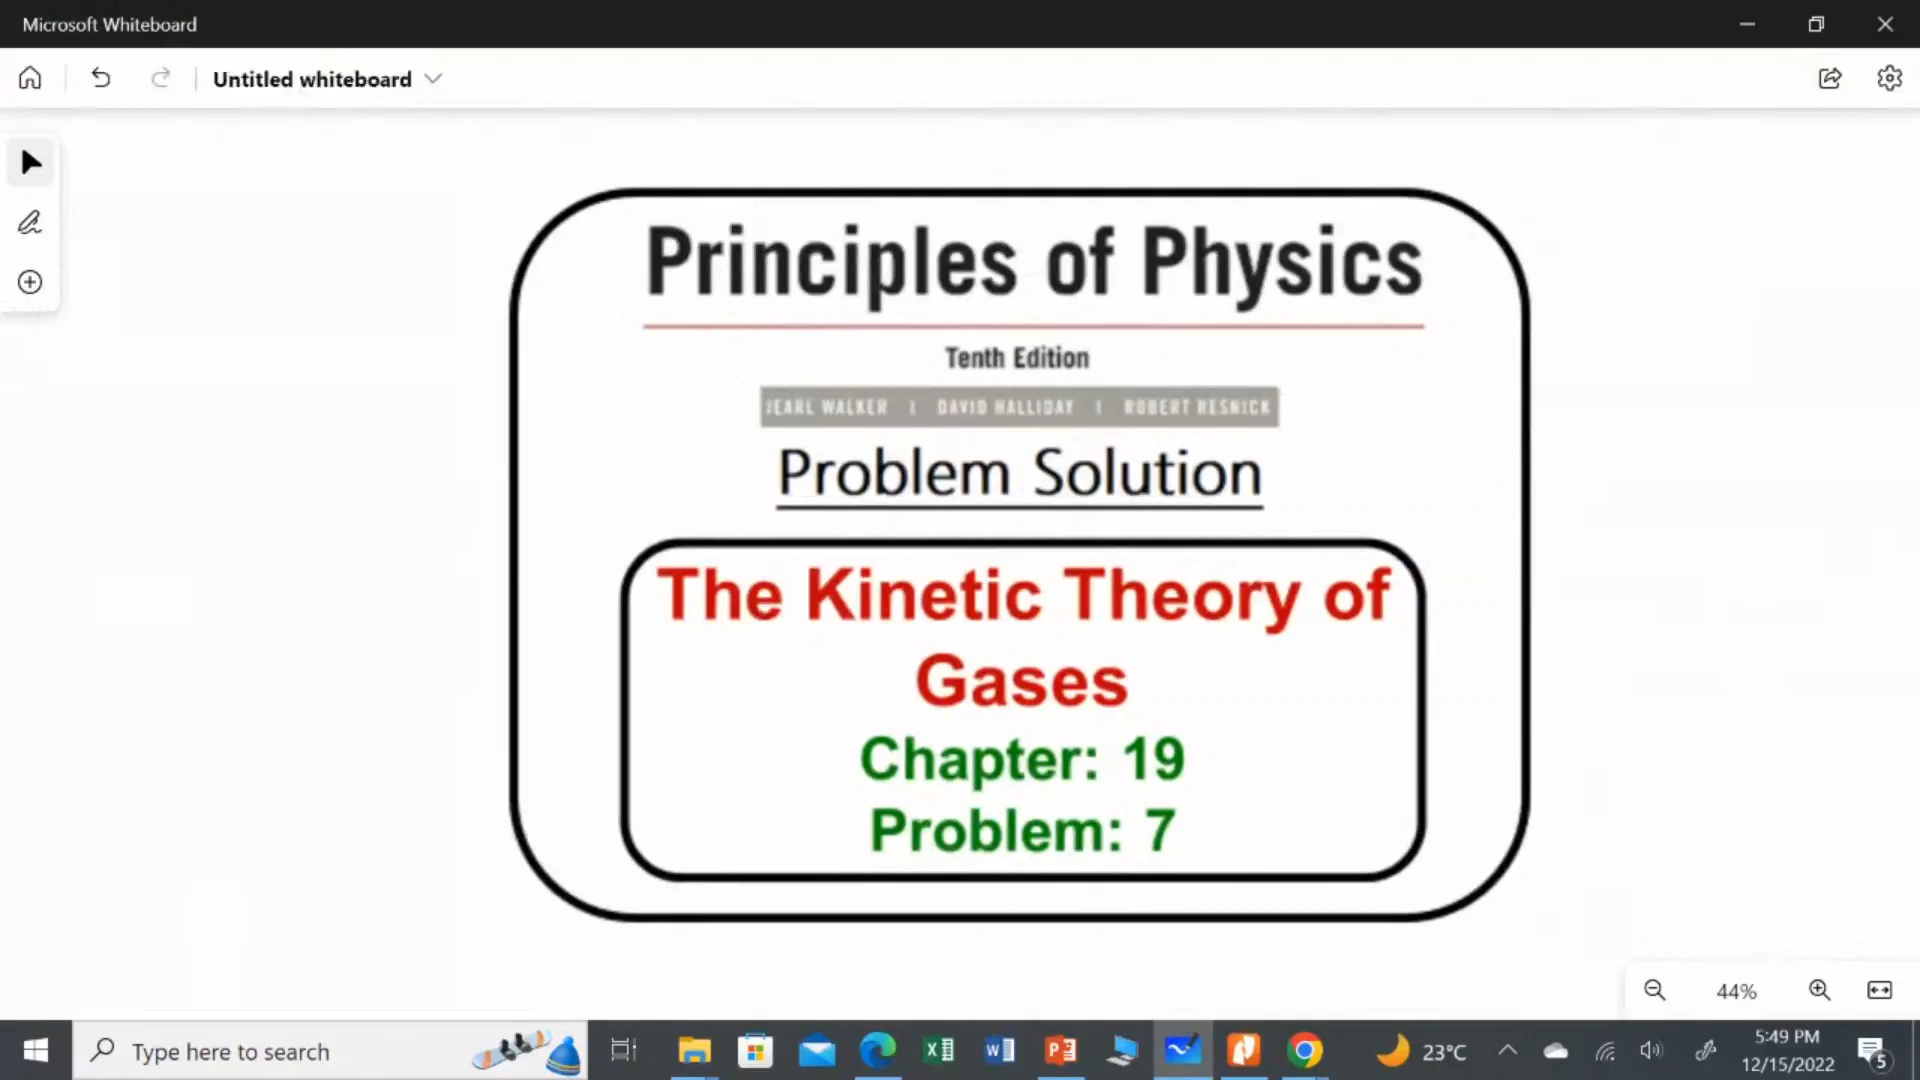 Microsoft Whiteboard
Untitled whiteboard
Principles of Physics
Tenth Edition
JEARL WALKER | DAVID HALLIDAY | ROBERT RESNICK
Problem Solution
The Kinetic Theory of
Gases
Chapter: 19
Problem: 7
44%
Type here to search
23°C
5:49 PM
12/15/2022
5